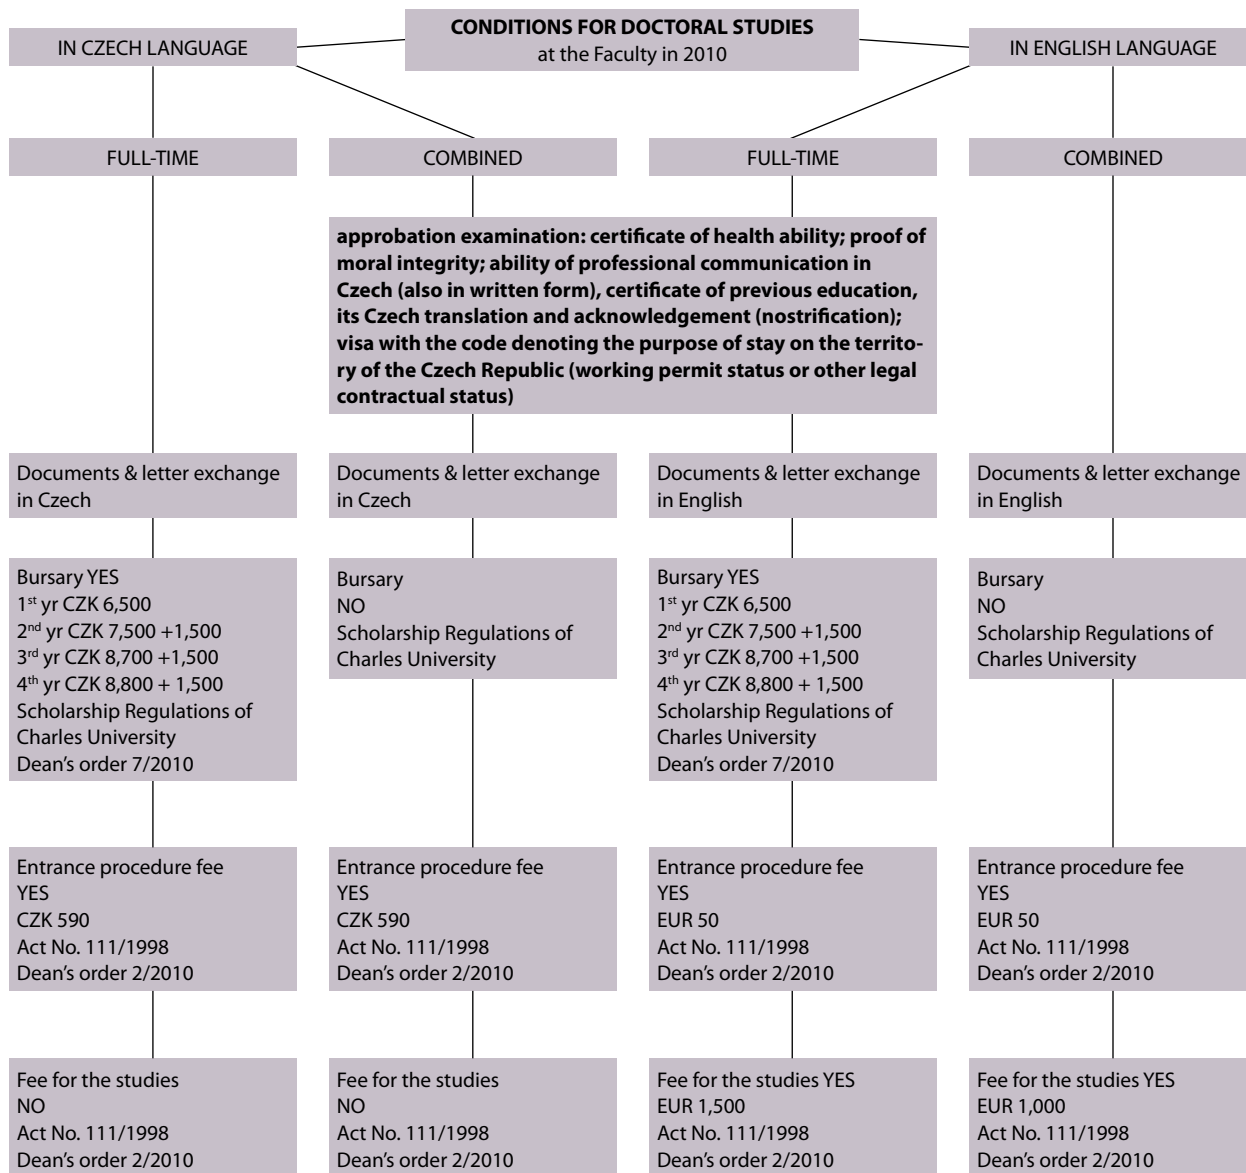 CONDITIONS FOR DOCTORAL STUDIES
at the Faculty in 2010
IN CZECH LANGUAGE
IN ENGLISH LANGUAGE
FULL-TIME
COMBINED
FULL-TIME
COMBINED
approbation examination: certificate of health ability; proof of
moral integrity; ability of professional communication in
Czech (also in written form), certificate of previous education,
its Czech translation and acknowledgement (nostrification);
visa with the code denoting the purpose of stay on the territo-
ry of the Czech Republic (working permit status or other legal
contractual status)
Documents & letter exchange
in Czech
Documents & letter exchange
in Czech
Documents & letter exchange
in English
Documents & letter exchange
in English
Bursary YES
1st yr CZK 6,500
2nd yr CZK 7,500 +1,500
3rd yr CZK 8,700 +1,500
4th yr CZK 8,800 + 1,500
Scholarship Regulations of
Charles University
Dean's order 7/2010
Bursary
NO
Scholarship Regulations of
Charles University
Bursary YES
1st yr CZK 6,500
2nd yr CZK 7,500 +1,500
3rd yr CZK 8,700 +1,500
4th yr CZK 8,800 + 1,500
Scholarship Regulations of
Charles University
Dean's order 7/2010
Bursary
NO
Scholarship Regulations of
Charles University
Entrance procedure fee
YES
CZK 590
Act No. 111/1998
Dean's order 2/2010
Entrance procedure fee
YES
CZK 590
Act No. 111/1998
Dean's order 2/2010
Entrance procedure fee
YES
EUR 50
Act No. 111/1998
Dean's order 2/2010
Entrance procedure fee
YES
EUR 50
Act No. 111/1998
Dean's order 2/2010
Fee for the studies
NO
Act No. 111/1998
Dean's order 2/2010
Fee for the studies
NO
Act No. 111/1998
Dean's order 2/2010
Fee for the studies YES
EUR 1,500
Act No. 111/1998
Dean's order 2/2010
Fee for the studies YES
EUR 1,000
Act No. 111/1998
Dean's order 2/2010